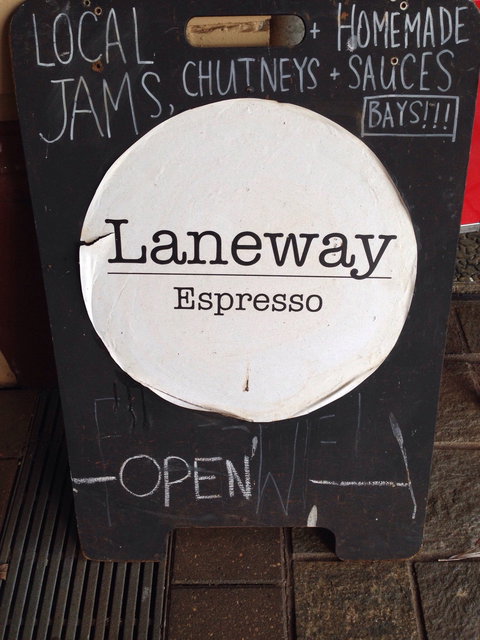 LOCAL + HOMEMADE
JAMS, CHUTNEYS + SAUCES
BAYS!!!
Laneway
Espresso
-OPEN-